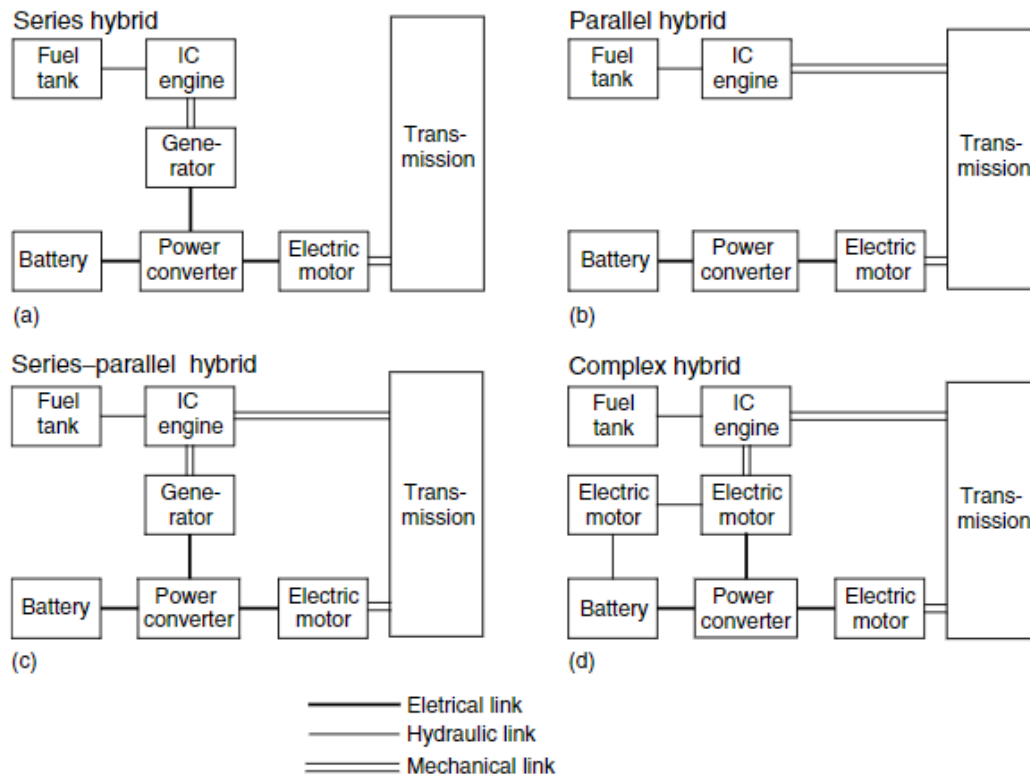 Series hybrid
Fuel
tank
IC
engine
Gene-
rator
Trans-
mission
Battery
Power
converter
Electric
motor
(a)
Parallel hybrid
Fuel
tank
IC
engine
Trans-
mission
Battery
Power
converter
Electric
motor
(b)
Series–parallel hybrid
Fuel
tank
IC
engine
Gene-
rator
Trans-
mission
Battery
Power
converter
Electric
motor
(c)
Complex hybrid
Fuel
tank
IC
engine
Electric
motor
Electric
motor
Trans-
mission
Battery
Power
converter
Electric
motor
(d)
Eletrical link
Hydraulic link
Mechanical link